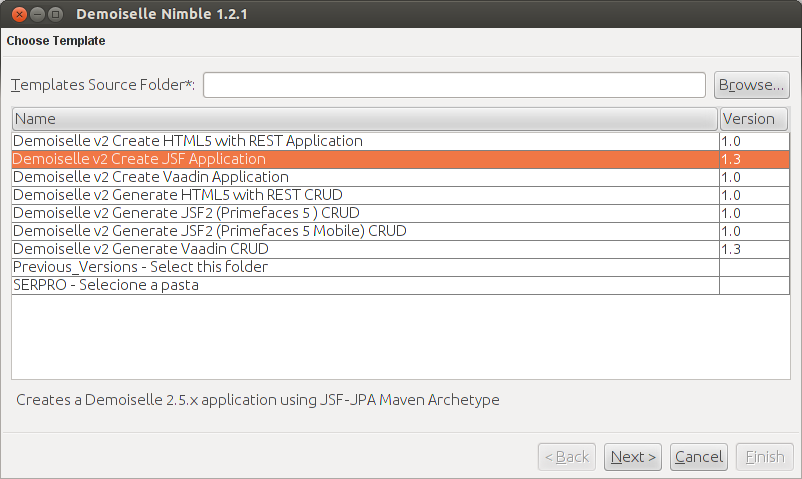 Demoiselle Nimble 1.2.1
Choose Template
Templates Source Folder*: Browse...
Name Version
Demoiselle v2 Create HTML5 with REST Application 1.0
Demoiselle v2 Create JSF Application 1.3
Demoiselle v2 Create Vaadin Application 1.0
Demoiselle v2 Generate HTML5 with REST CRUD 1.0
Demoiselle v2 Generate JSF2 (Primefaces 5 ) CRUD 1.0
Demoiselle v2 Generate JSF2 (Primefaces 5 Mobile) CRUD 1.0
Demoiselle v2 Generate Vaadin CRUD 1.3
Previous_Versions - Select this folder
SERPRO - Selecione a pasta
Creates a Demoiselle 2.5.x application using JSF-JPA Maven Archetype
< Back Next > Cancel Finish